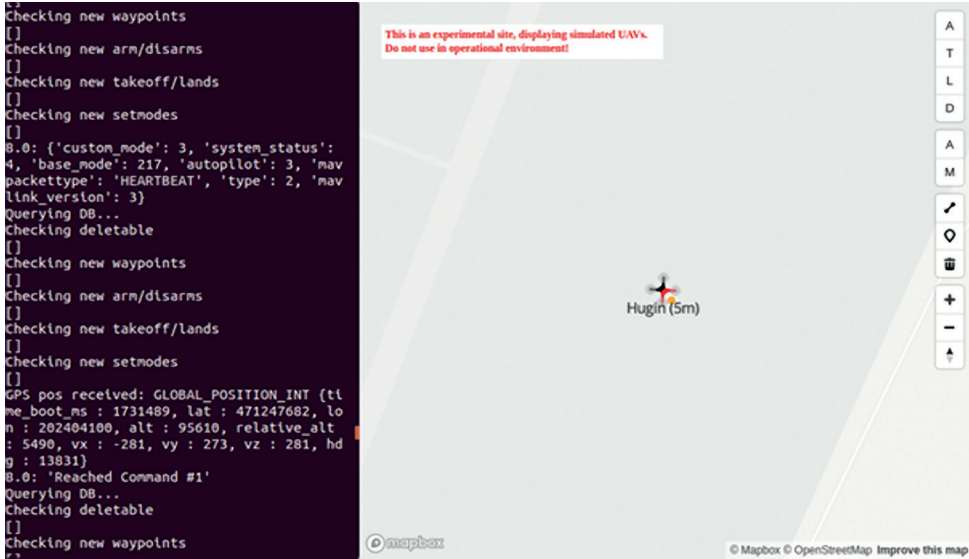 Checking new waypoints
[]
Checking new arm/disarms
[]
Checking new takeoff/lands
[]
Checking new setmodes
[]
8.0: {'custom_mode': 3, 'system_status':
4, 'base_mode': 217, 'autopilot': 3, 'mav
packettype': 'HEARTBEAT', 'type': 2, 'mav
link_version': 3}
Querying DB...
Checking deletable
[]
Checking new waypoints
[]
Checking new arm/disarms
[]
Checking new takeoff/lands
[]
Checking new setmodes
[]
GPS pos received: GLOBAL_POSITION_INT {ti
me_boot_ms : 1731489, lat : 471247682, lo
n : 202404100, alt : 95610, relative_alt
: 5490, vx : -281, vy : 273, vz : 281, hd
g : 13831}
8.0: 'Reached Command #1'
Querying DB...
Checking deletable
[]
Checking new waypoints
This is an experimental site, displaying simulated UAVs.
Do not use in operational environment!
Hugin (5m)
A
T
L
D
A
M
mapbox
© Mapbox © OpenStreetMap Improve this map